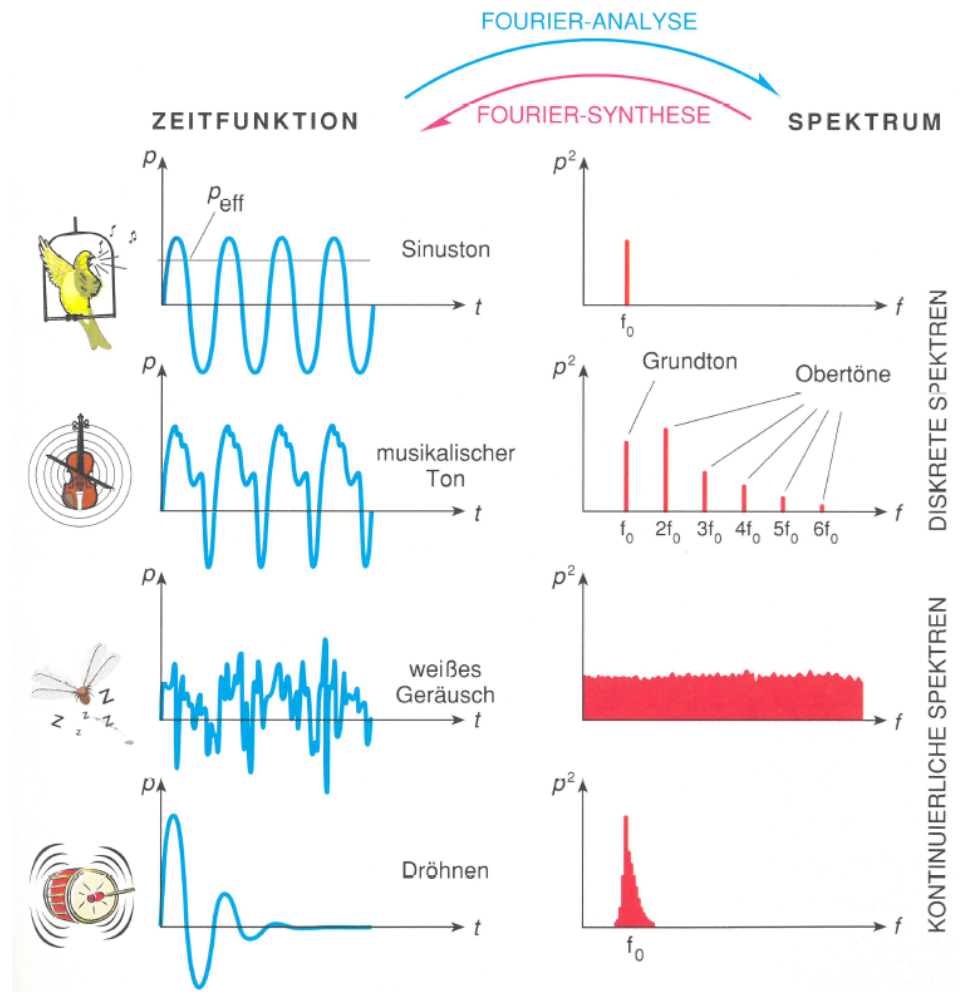 FOURIER-ANALYSE
FOURIER-SYNTHESE
ZEITFUNKTION
SPEKTRUM
p
p_eff
Sinuston
t
p²
f₀
f
p
musikalischer
Ton
t
p²
Grundton
Obertöne
f₀ 2f₀ 3f₀ 4f₀ 5f₀ 6f₀
f
DISKRETE SPEKTREN
p
z
z z
z
weißes
Geräusch
t
p²
f
p
Dröhnen
t
p²
f₀
f
KONTINUIERLICHE SPEKTREN